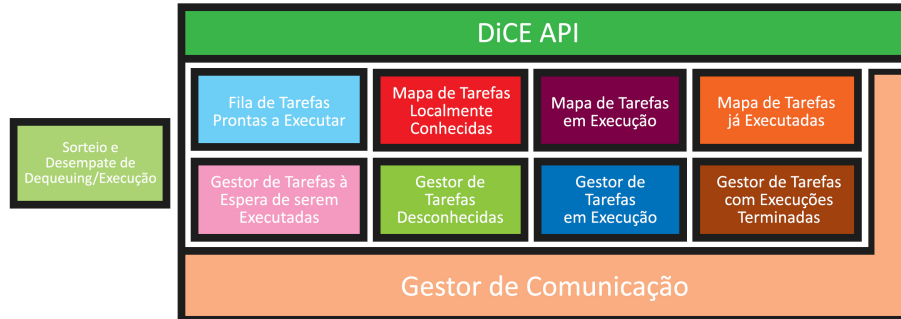 DiCE API
Fila de Tarefas
Prontas a Executar
Mapa de Tarefas
Localmente
Conhecidas
Mapa de Tarefas
em Execução
Mapa de Tarefas
já Executadas
Sorteio e
Desempate de
Dequeuing/Execução
Gestor de Tarefas à
Espera de serem
Executadas
Gestor de
Tarefas
Desconhecidas
Gestor de
Tarefas
em Execução
Gestor de Tarefas
com Execuções
Terminadas
Gestor de Comunicação